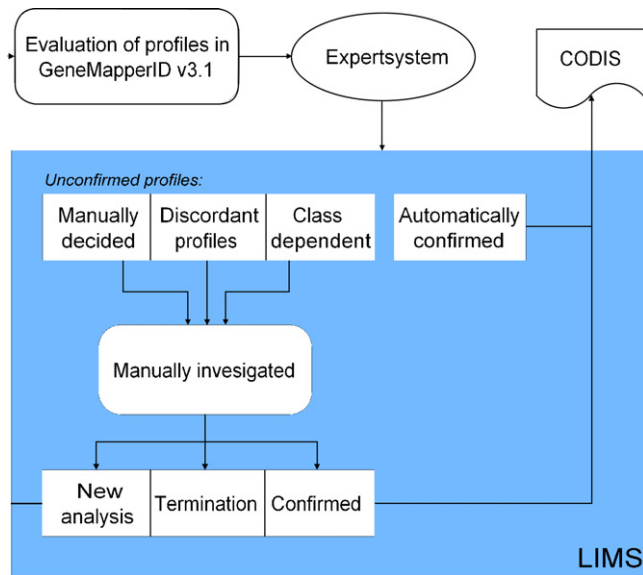 Evaluation of profiles in
GeneMapperID v3.1
Expertsystem
CODIS
Unconfirmed profiles:
Manually
decided
Discordant
profiles
Class
dependent
Automatically
confirmed
Manually invesigated
New
analysis
Termination
Confirmed
LIMS